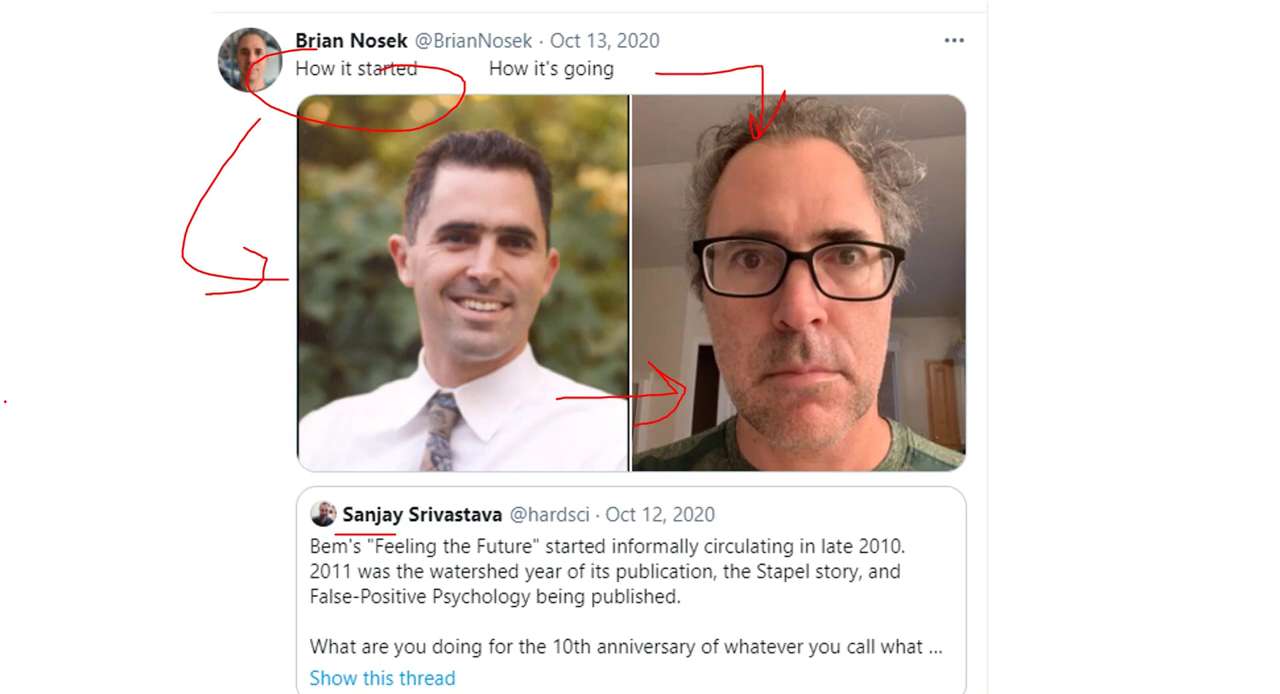 Brian Nosek @BrianNosek · Oct 13, 2020
How it started How it's going
Sanjay Srivastava @hardsci · Oct 12, 2020
Bem's "Feeling the Future" started informally circulating in late 2010.
2011 was the watershed year of its publication, the Stapel story, and
False-Positive Psychology being published.
What are you doing for the 10th anniversary of whatever you call what ...
Show this thread